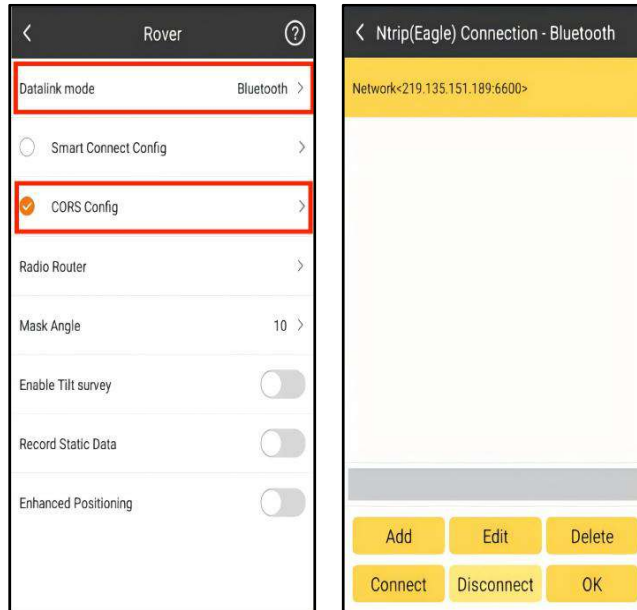 Rover
Datalink mode Bluetooth
Smart Connect Config
CORS Config
Radio Router
Mask Angle 10
Enable Tilt survey
Record Static Data
Enhanced Positioning
Ntrip(Eagle) Connection - Bluetooth
Network<219.135.151.189:6600>
Add Edit Delete
Connect Disconnect OK